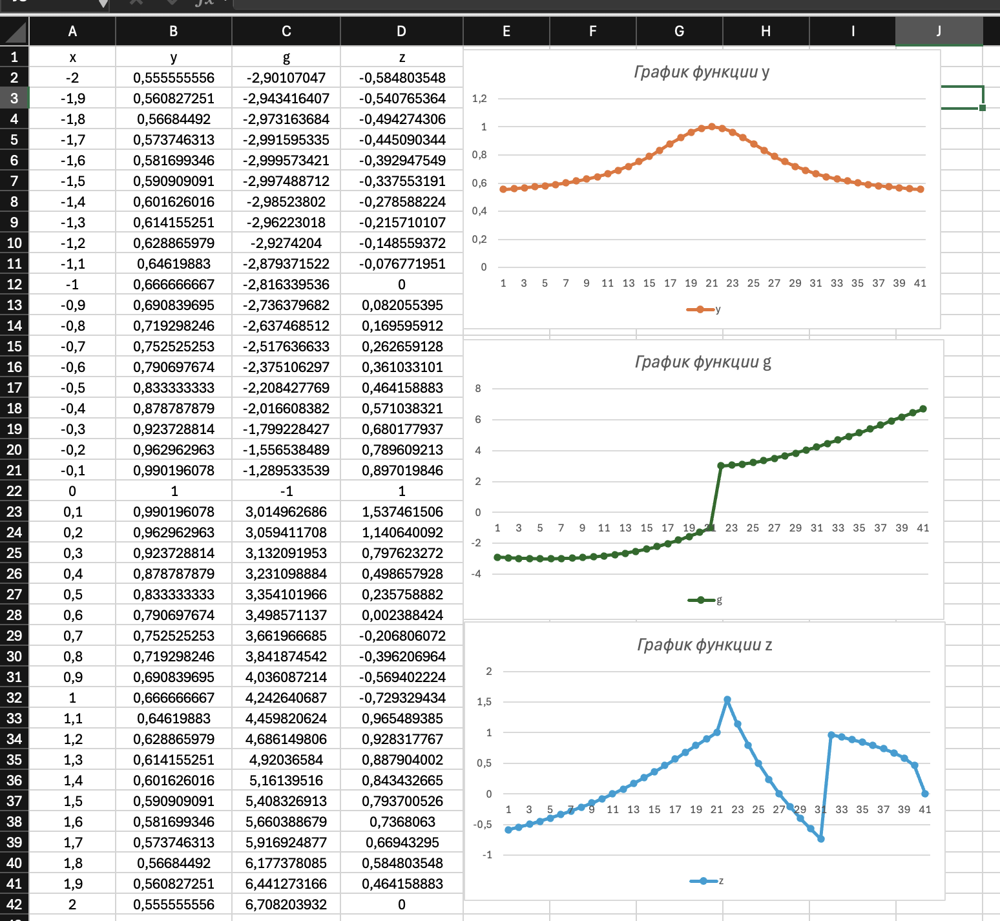 A B C D E F G H I J
1 x y g z
2 -2 0,555555556 -2,90107047 -0,584803548
3 -1,9 0,560827251 -2,943416407 -0,540765364
4 -1,8 0,56684492 -2,973163684 -0,494274306
5 -1,7 0,573746313 -2,991595335 -0,445090344
6 -1,6 0,581699346 -2,999573421 -0,392947549
7 -1,5 0,590909091 -2,997488712 -0,337553191
8 -1,4 0,601626016 -2,98523802 -0,278588224
9 -1,3 0,614155251 -2,96223018 -0,215710107
10 -1,2 0,628865979 -2,9274204 -0,148559372
11 -1,1 0,64619883 -2,879371522 -0,076771951
12 -1 0,666666667 -2,816339536 0
13 -0,9 0,690839695 -2,736379682 0,082055395
14 -0,8 0,719298246 -2,637468512 0,169595912
15 -0,7 0,752525253 -2,517636633 0,262659128
16 -0,6 0,790697674 -2,375106297 0,361033101
17 -0,5 0,833333333 -2,208427769 0,464158883
18 -0,4 0,878787879 -2,016608382 0,571038321
19 -0,3 0,923728814 -1,799228427 0,680177937
20 -0,2 0,962962963 -1,556538489 0,789609213
21 -0,1 0,990196078 -1,289533539 0,897019846
22 0 1 -1 1
23 0,1 0,990196078 3,014962686 1,537461506
24 0,2 0,962962963 3,059411708 1,140640092
25 0,3 0,923728814 3,132091953 0,797623272
26 0,4 0,878787879 3,231098884 0,498657928
27 0,5 0,833333333 3,354101966 0,235758882
28 0,6 0,790697674 3,498571137 0,002388424
29 0,7 0,752525253 3,661966685 -0,206806072
30 0,8 0,719298246 3,841874542 -0,396206964
31 0,9 0,690839695 4,036087214 -0,569402224
32 1 0,666666667 4,242640687 -0,729329434
33 1,1 0,64619883 4,459820624 0,965489385
34 1,2 0,628865979 4,686149806 0,928317767
35 1,3 0,614155251 4,92036584 0,887904002
36 1,4 0,601626016 5,16139516 0,843432665
37 1,5 0,590909091 5,408326913 0,793700526
38 1,6 0,581699346 5,660388679 0,7368063
39 1,7 0,573746313 5,916924877 0,66943295
40 1,8 0,56684492 6,177378085 0,584803548
41 1,9 0,560827251 6,441273166 0,464158883
42 2 0,555555556 6,708203932 0
График функции y
1,2
1
0,8
0,6
0,4
0,2
0
1 3 5 7 9 11 13 15 17 19 21 23 25 27 29 31 33 35 37 39 41
y
График функции g
8
6
4
2
0
-2
-4
1 3 5 7 9 11 13 15 17 19 21 23 25 27 29 31 33 35 37 39 41
g
График функции z
2
1,5
1
0,5
0
-0,5
-1
1 3 5 7 9 11 13 15 17 19 21 23 25 27 29 31 33 35 37 39 41
z